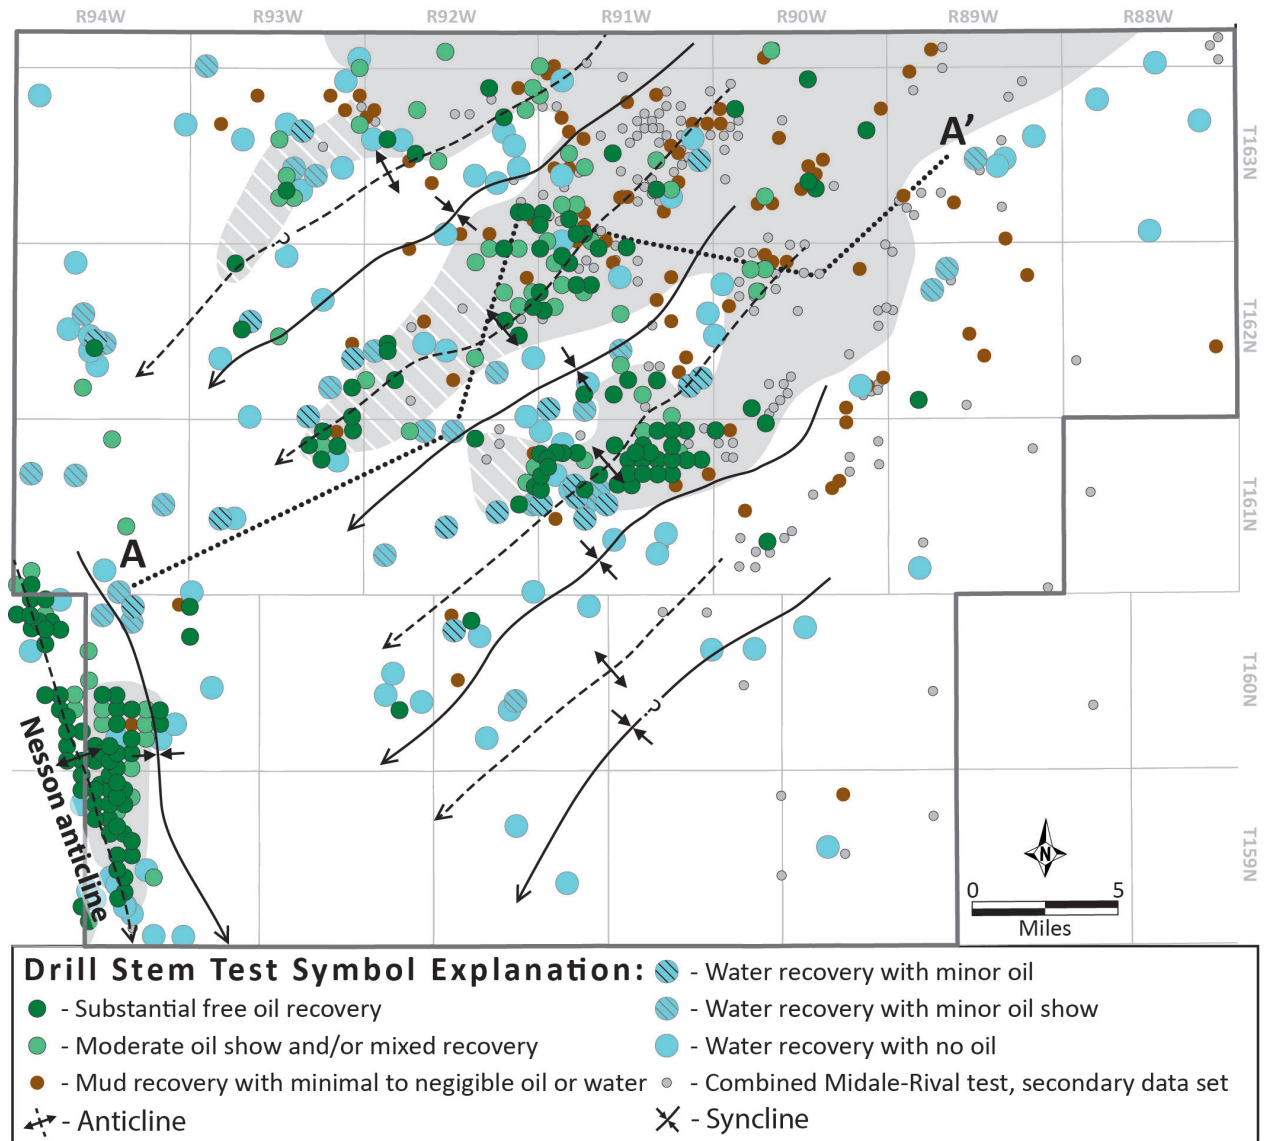 R94W R93W R92W R91W R90W R89W R88W
T163N
A’
T162N
T161N
A
T160N
Nesson anticline
T159N
N
0 5
Miles
Drill Stem Test Symbol Explanation:
- Substantial free oil recovery
- Moderate oil show and/or mixed recovery
- Mud recovery with minimal to negigible oil or water
- Anticline
- Water recovery with minor oil
- Water recovery with minor oil show
- Water recovery with no oil
- Combined Midale-Rival test, secondary data set
- Syncline